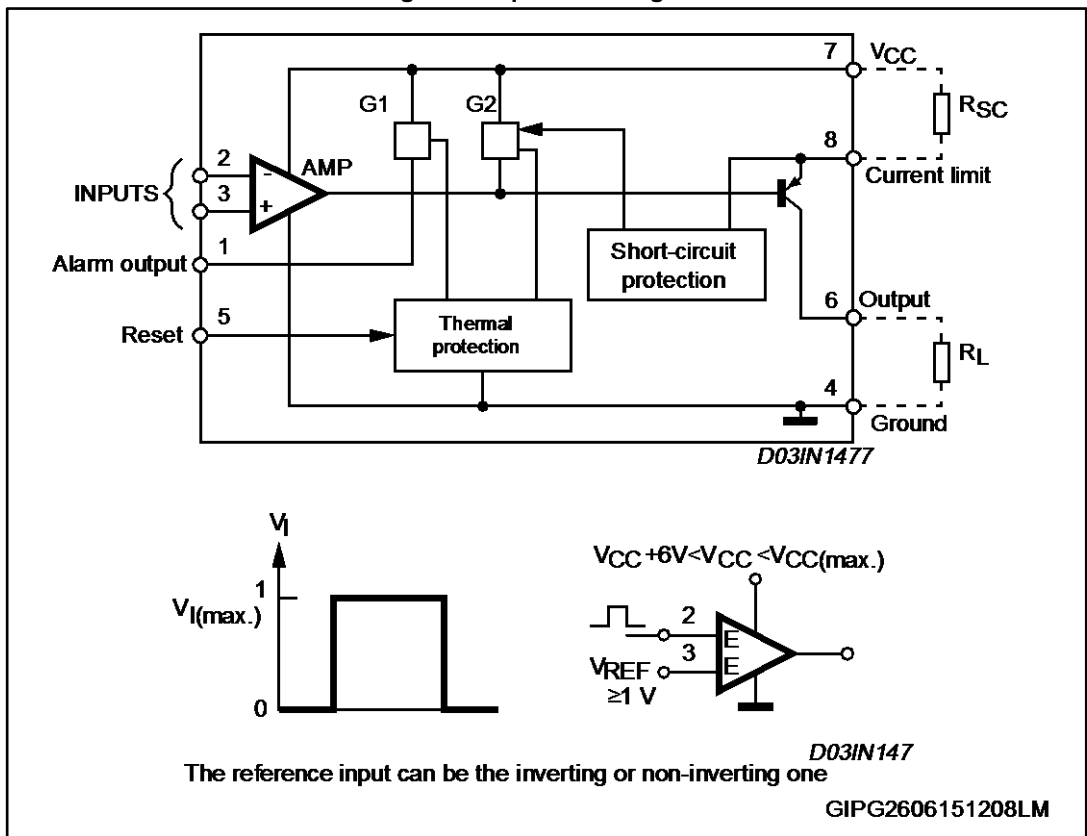 7
VCC
G1
G2
RSC
8
2
AMP
-
INPUTS
3
+
Current limit
1
Short-circuit
protection
Alarm output
6
Output
5
Reset
Thermal
protection
RL
4
Ground
D03IN1477
VI
VCC +6V<VCC <VCC(max.)
1
VI(max.)
2
E
3
E
VREF
≥1 V
0
D03IN147
The reference input can be the inverting or non-inverting one
GIPG2606151208LM